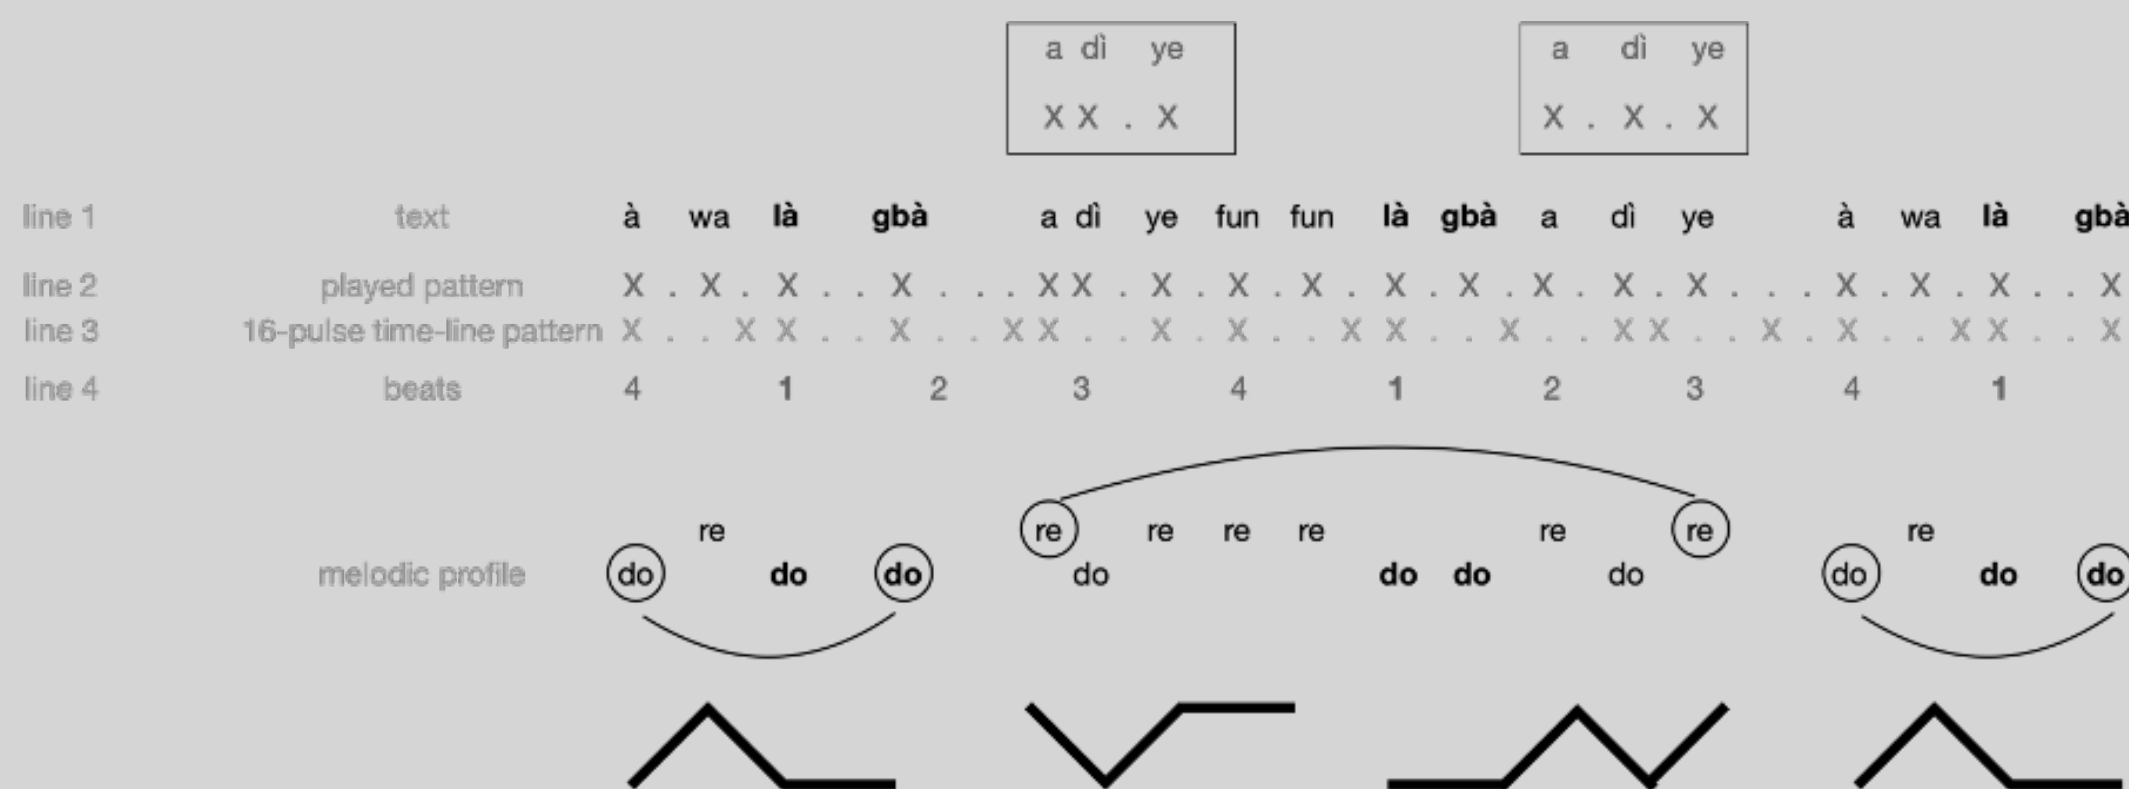 a dì ye a dì ye
X X . X X . X . X
line 1 text à wa là gbà a dì ye fun fun là gbà a dì ye à wa là gbà
line 2 played pattern X . X . X . . X . . . X X . X . X . X . X . X . X . X . X . . . X . X . X . . X
line 3 16-pulse time-line pattern X . . X X . . X . . X X . . X . X . . X X . . X . . X X . . X . X . . X X . . X
line 4 beats 4 1 2 3 4 1 2 3 4 1
re re re re re re re re
melodic profile do do do do do do do do do do